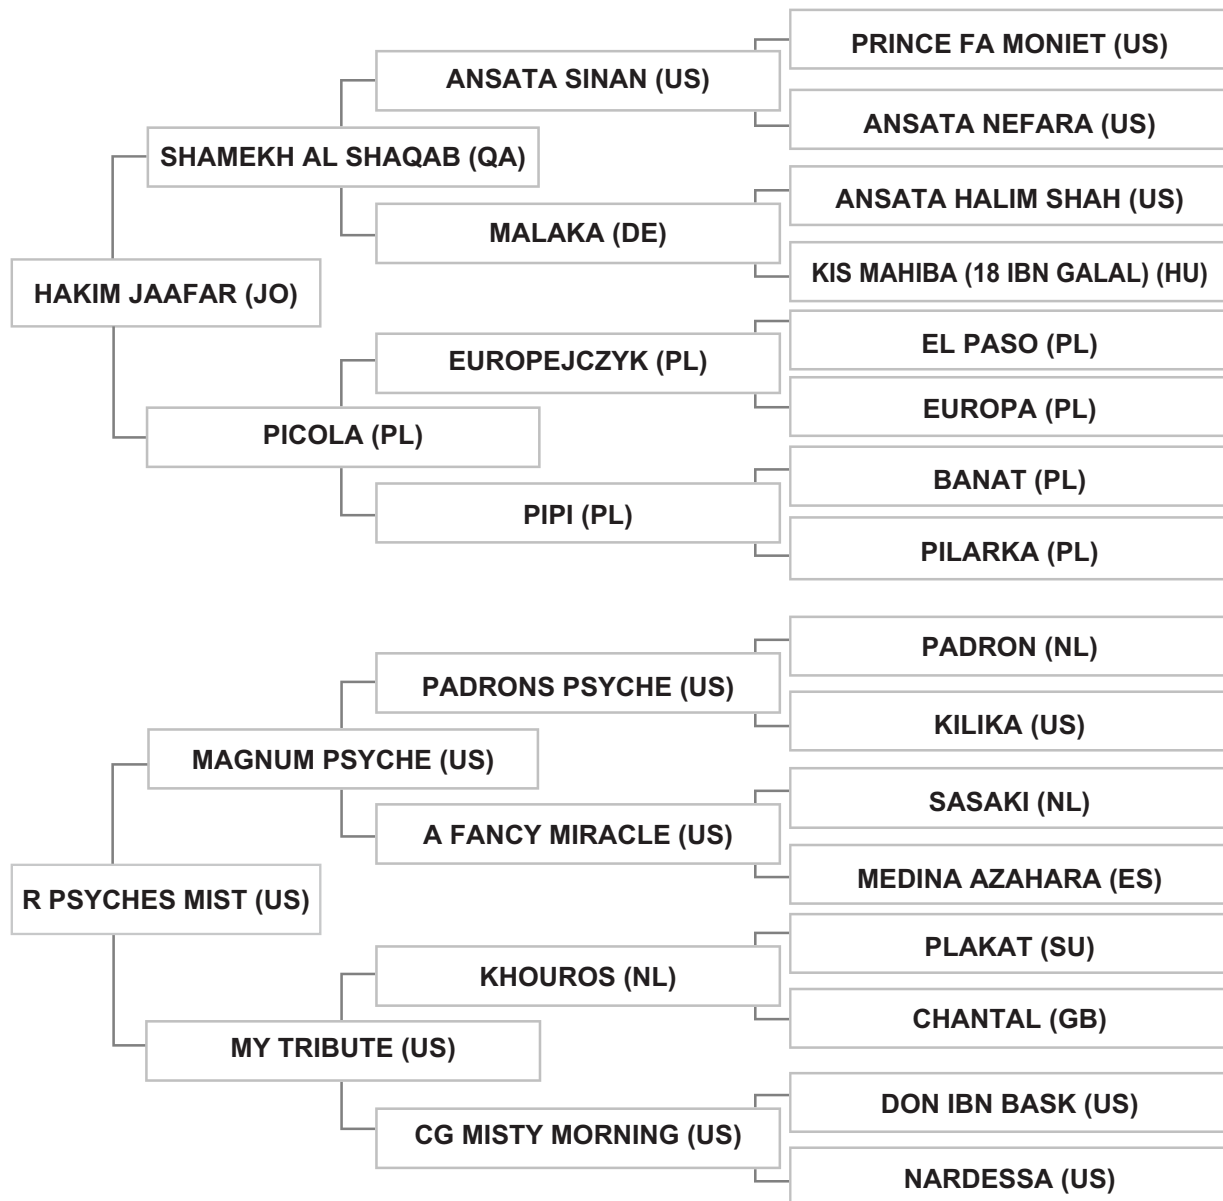 PRINCE FA MONIET (US)
ANSATA SINAN (US)
ANSATA NEFARA (US)
SHAMEKH AL SHAQAB (QA)
ANSATA HALIM SHAH (US)
MALAKA (DE)
KIS MAHIBA (18 IBN GALAL) (HU)
HAKIM JAAFAR (JO)
EL PASO (PL)
EUROPEJCZYK (PL)
EUROPA (PL)
PICOLA (PL)
BANAT (PL)
PIPI (PL)
PILARKA (PL)
PADRON (NL)
PADRONS PSYCHE (US)
KILIKA (US)
MAGNUM PSYCHE (US)
SASAKI (NL)
A FANCY MIRACLE (US)
MEDINA AZAHARA (ES)
R PSYCHES MIST (US)
PLAKAT (SU)
KHOUROS (NL)
CHANTAL (GB)
MY TRIBUTE (US)
DON IBN BASK (US)
CG MISTY MORNING (US)
NARDESSA (US)